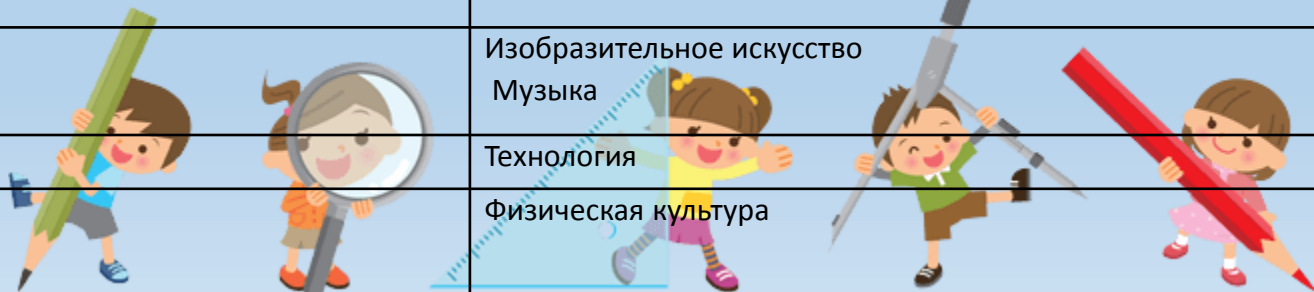 Изобразительное искусство
Музыка
Технология
Физическая культура